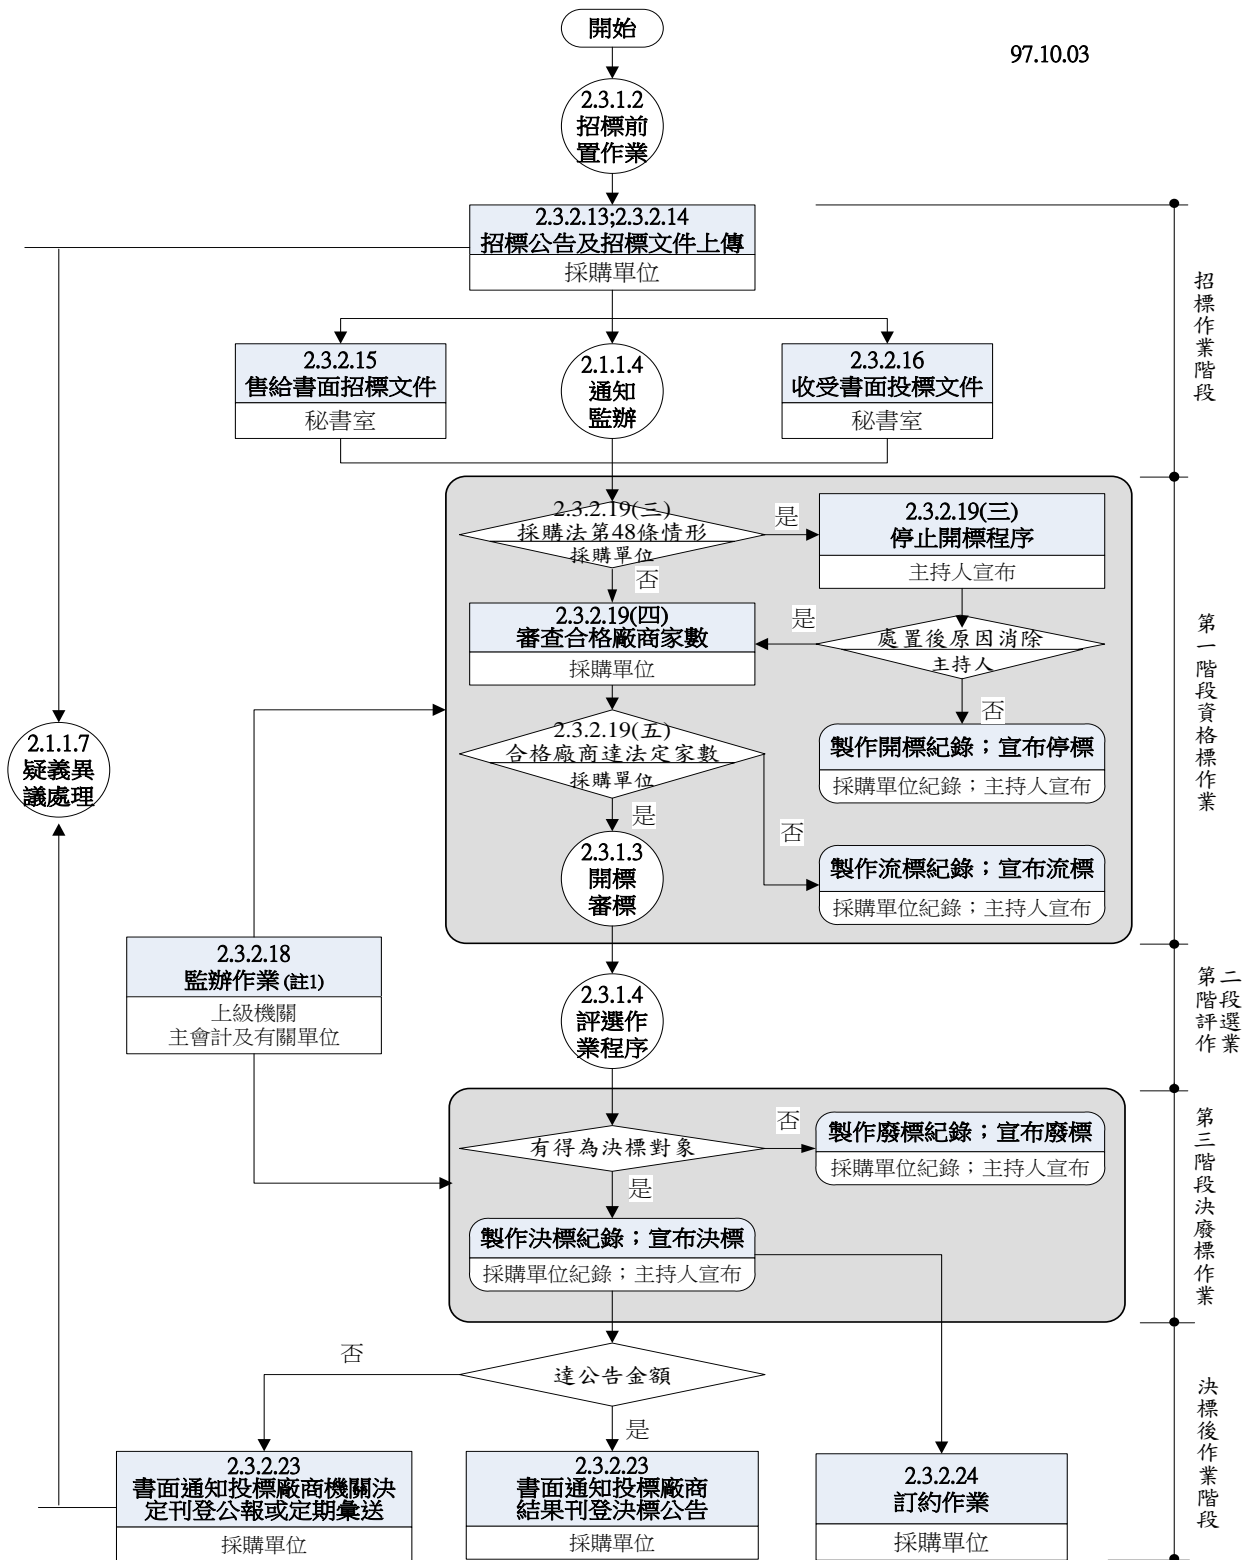 開始
97.10.03
2.3.1.2
招標前
置作業
2.3.2.13;2.3.2.14
招標公告及招標文件上傳
採購單位
招標作業階段
2.3.2.15
售給書面招標文件
秘書室
2.1.1.4
通知
監辦
2.3.2.16
收受書面投標文件
秘書室
2.3.2.19(三)
採購法第48條情形
採購單位
是
2.3.2.19(三)
停止開標程序
主持人宣布
否
2.3.2.19(四)
審查合格廠商家數
採購單位
是
處置後原因消除
主持人
第一階段資格標作業
否
2.3.2.19(五)
合格廠商達法定家數
採購單位
製作開標紀錄；宣布停標
採購單位紀錄；主持人宣布
2.1.1.7
疑義異
議處理
是
否
2.3.1.3
開標
審標
製作流標紀錄；宣布流標
採購單位紀錄；主持人宣布
2.3.2.18
監辦作業(註1)
上級機關
主會計及有關單位
2.3.1.4
評選作
業程序
第二
階段
評選
作業
否
有得為決標對象
製作廢標紀錄；宣布廢標
採購單位紀錄；主持人宣布
第三階段決廢標作業
是
製作決標紀錄；宣布決標
採購單位紀錄；主持人宣布
否
達公告金額
是
決標後作業階段
2.3.2.23
書面通知投標廠商機關決
定刊登公報或定期彙送
採購單位
2.3.2.23
書面通知投標廠商
結果刊登決標公告
採購單位
2.3.2.24
訂約作業
採購單位